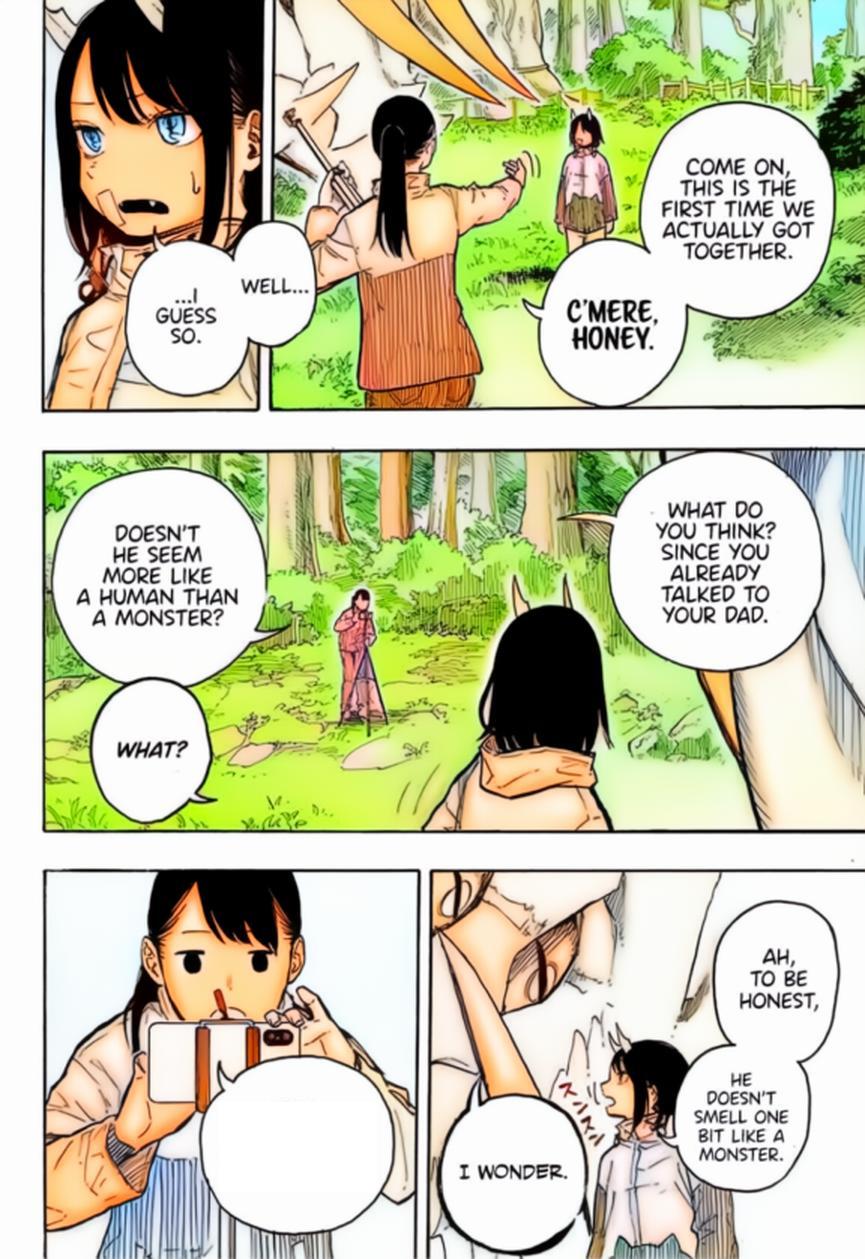 COME ON,
THIS IS THE
FIRST TIME WE
ACTUALLY GOT
TOGETHER.
C'MERE,
HONEY.
WELL...
...I
GUESS
SO.
WHAT DO
YOU THINK?
SINCE YOU
ALREADY
TALKED TO
YOUR DAD.
DOESN'T
HE SEEM
MORE LIKE
A HUMAN THAN
A MONSTER?
WHAT?
AH,
TO BE
HONEST,
HE
DOESN'T
SMELL ONE
BIT LIKE A
MONSTER.
I WONDER.